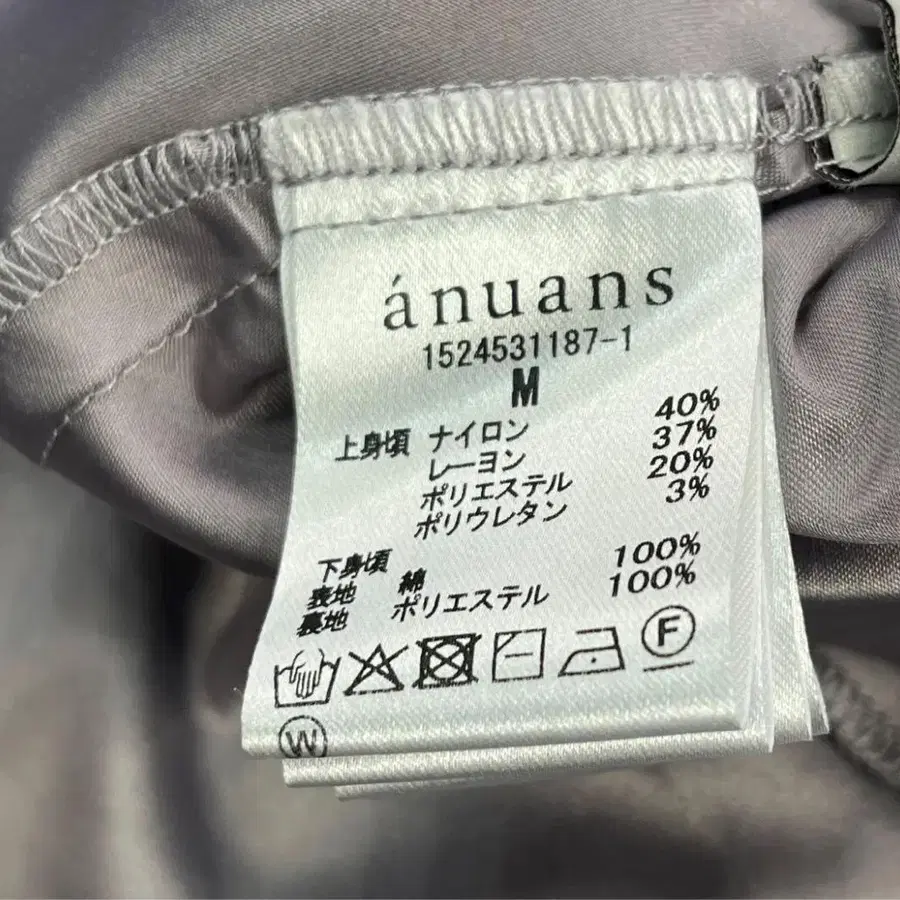 ánuans
1524531187-1
M
上身頃 ナイロン 40%
レーヨン 37%
ポリエステル 20%
ポリウレタン 3%
下身頃
表地 綿 100%
裏地 ポリエステル 100%
F
W